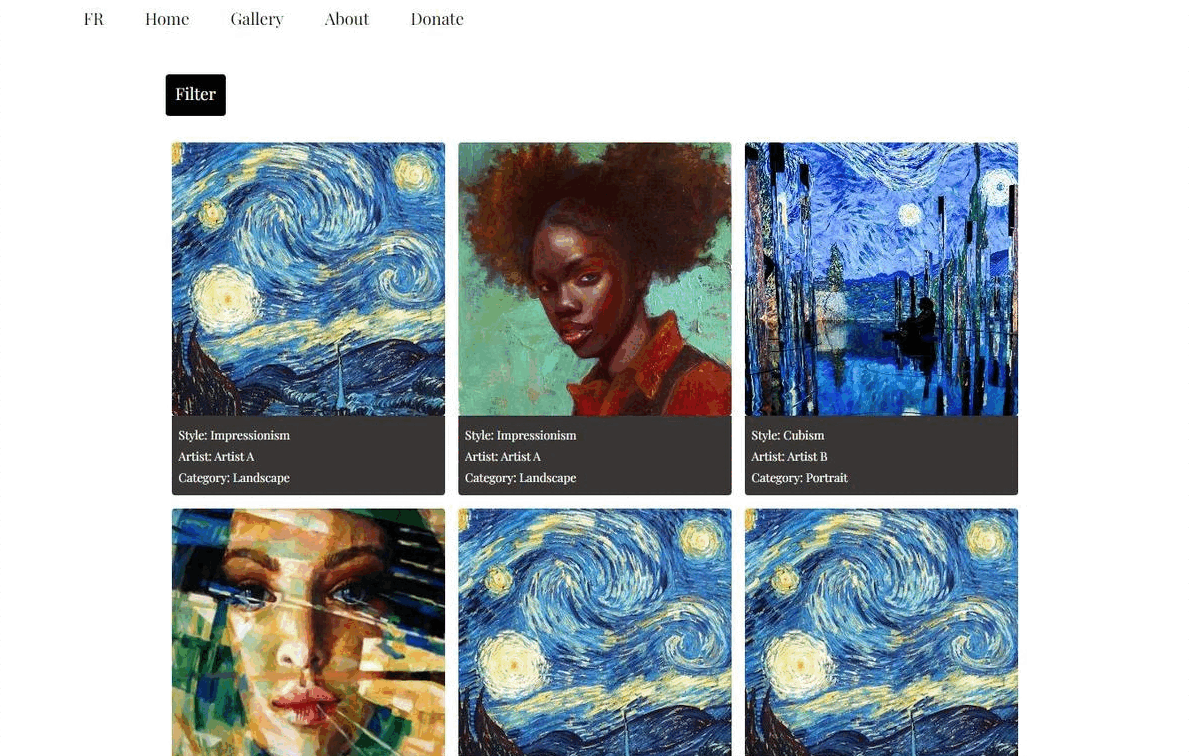 FR Home Gallery About Donate
Filter
Style: Impressionism
Artist: Artist A
Category: Landscape
Style: Impressionism
Artist: Artist A
Category: Landscape
Style: Cubism
Artist: Artist B
Category: Portrait